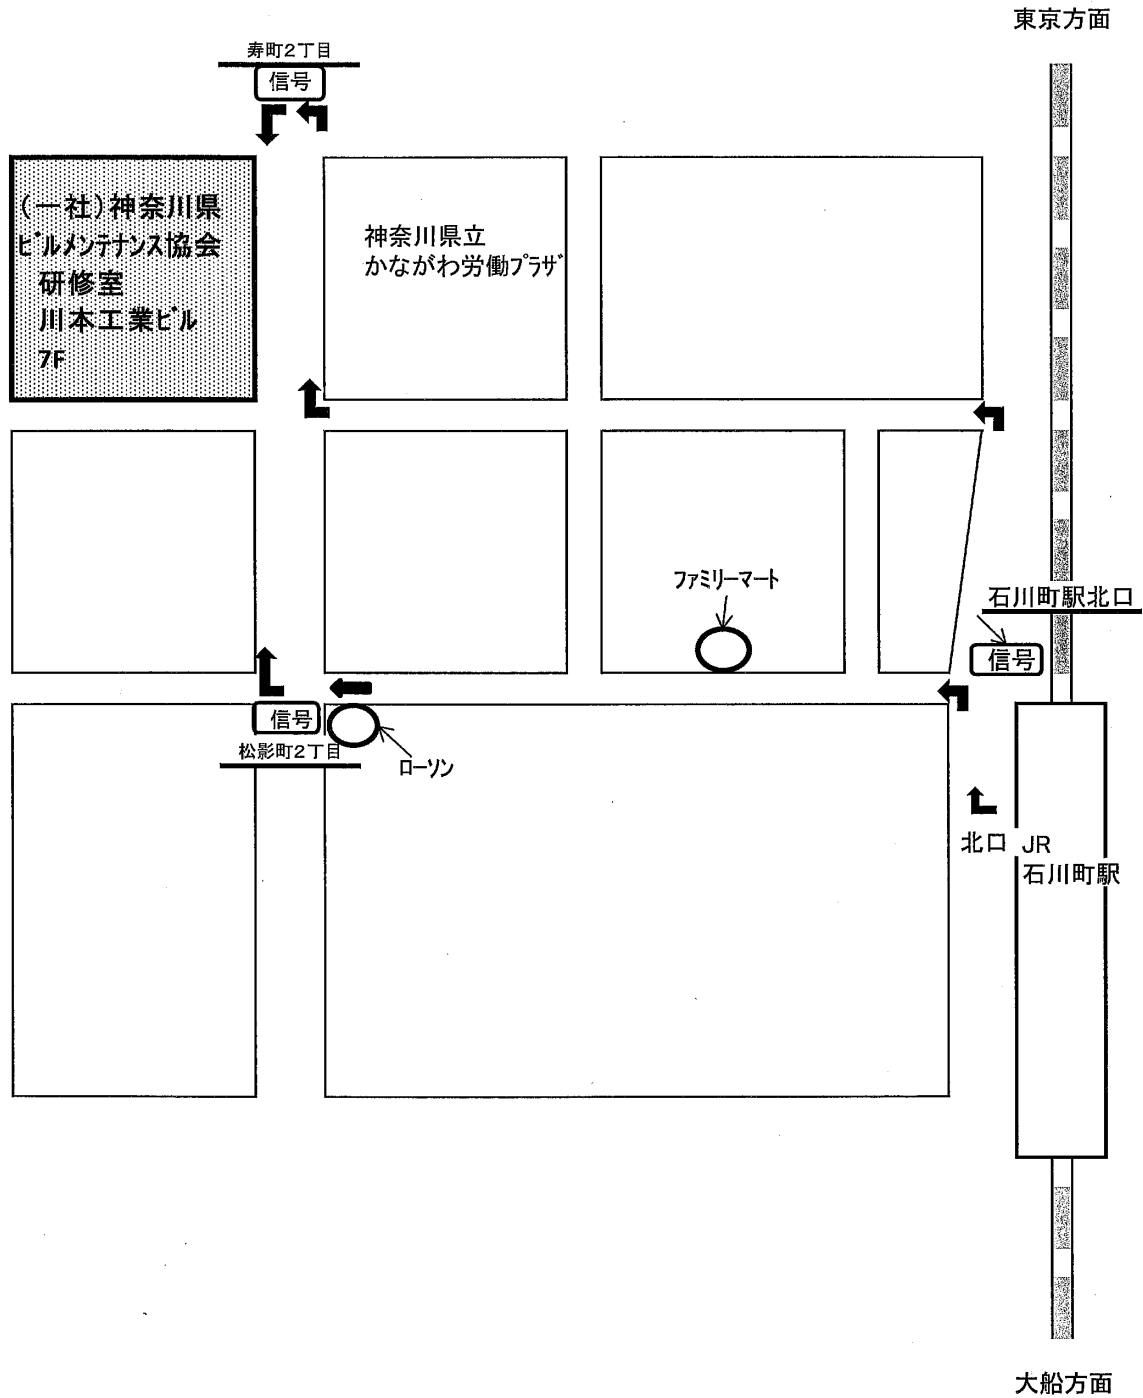 東京方面
寿町2丁目
信号
(一社)神奈川県
ビルメンテナンス協会
研修室
川本工業ビル
7F
神奈川県立
かながわ労働プラザ
ファミリーマート
石川町駅北口
信号
信号
松影町2丁目
ローソン
北口
JR
石川町駅
大船方面